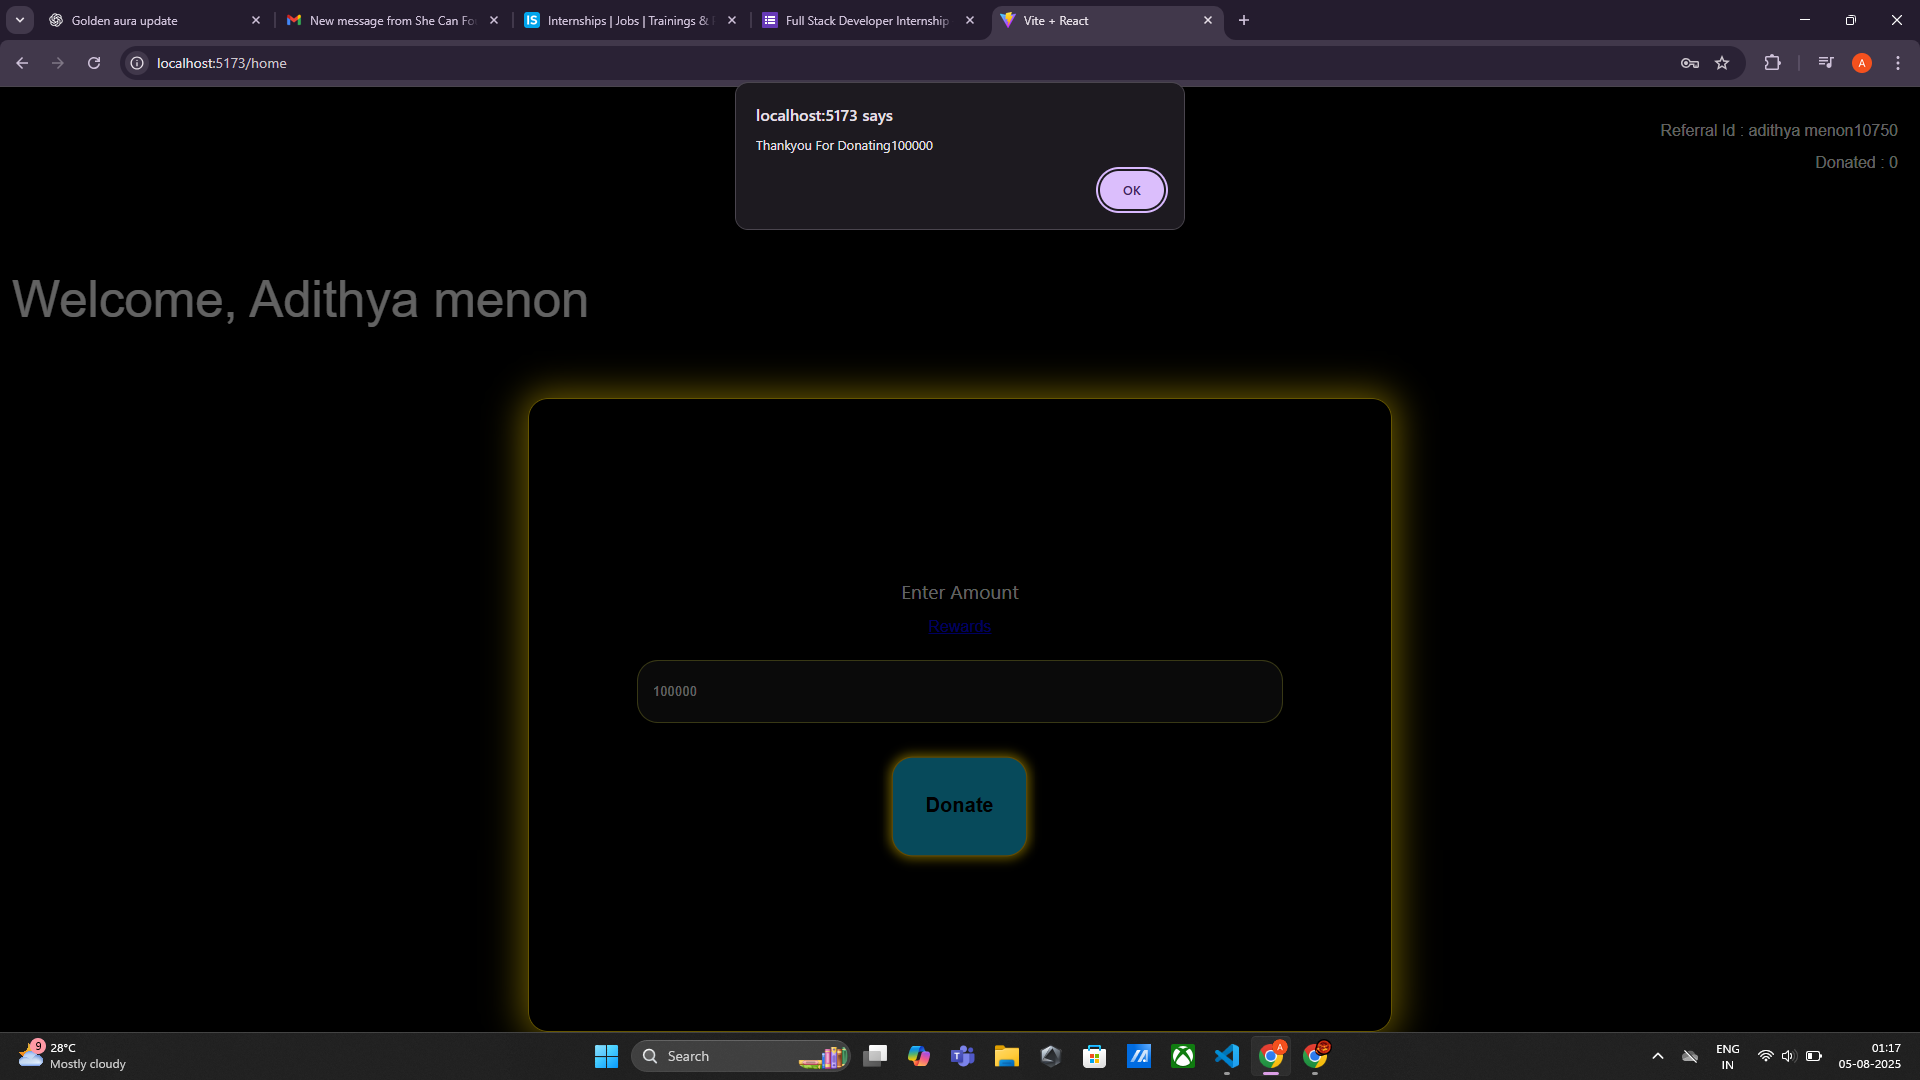 Golden aura update
New message from She Can Fo
Internships | Jobs | Trainings &
Full Stack Developer Internship
Vite + React
localhost:5173/home
A
localhost:5173 says
Thankyou For Donating100000
OK
Referral Id : adithya menon10750
Donated : 0
Welcome, Adithya menon
Enter Amount
Rewards
100000
Donate
9
28°C
Mostly cloudy
Search
ENG
IN
01:17
05-08-2025